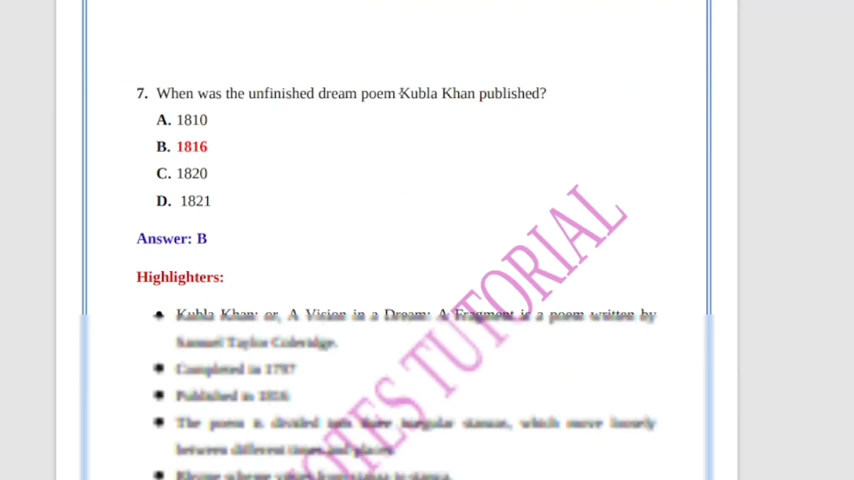 7. When was the unfinished dream poem Kubla Khan published?
A. 1810
B. 1816
C. 1820
D. 1821
Answer: B
Highlighters:
• Kubla Khan: or, A Vision in a Dream: A Fragment is a poem written by
Samuel Taylor Coleridge.
• Completed in 1797
• Published in 1816
• The poem is divided into three irregular stanzas, which move loosely
between different times and places
OTES TUTORIAL